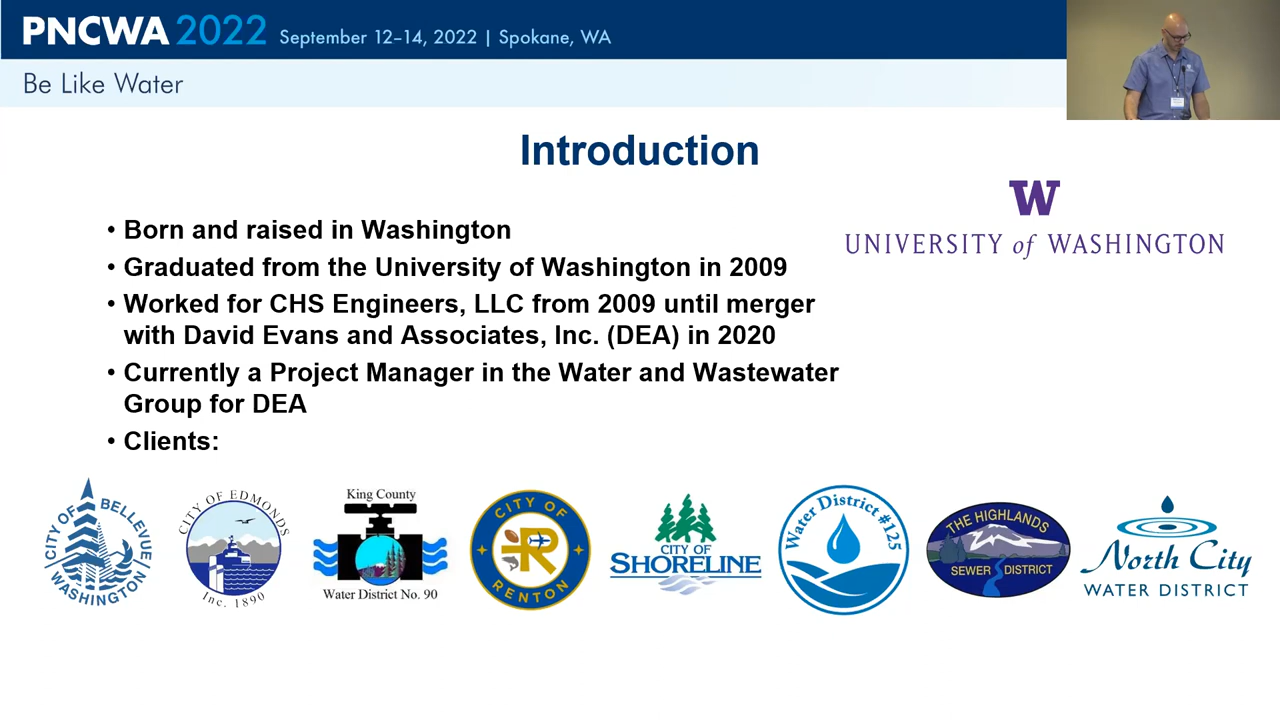 PNCWA 2022 September 12–14, 2022 | Spokane, WA
Be Like Water
Introduction
W
UNIVERSITY of WASHINGTON
• Born and raised in Washington
• Graduated from the University of Washington in 2009
• Worked for CHS Engineers, LLC from 2009 until merger
with David Evans and Associates, Inc. (DEA) in 2020
• Currently a Project Manager in the Water and Wastewater
Group for DEA
• Clients:
CITY OF BELLEVUE
WASHINGTON
CITY OF EDMONDS
Inc. 1890
King County
Water District No. 90
CITY OF
R
RENTON
CITY OF
SHORELINE
Water District #125
THE HIGHLANDS
SEWER DISTRICT
North City
WATER DISTRICT